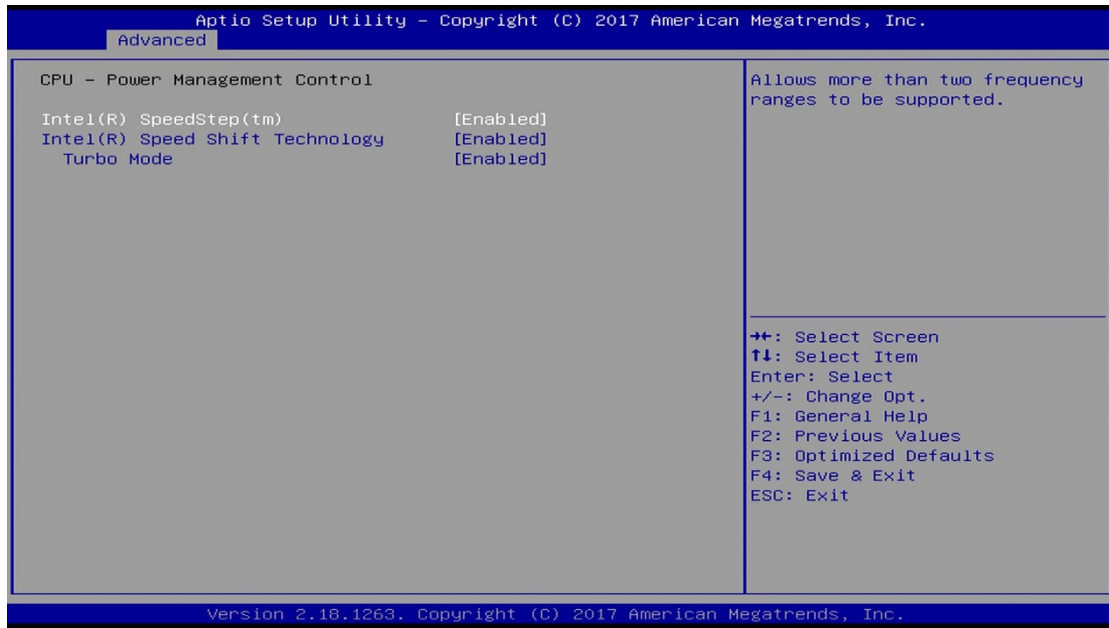 Aptio Setup Utility – Copyright (C) 2017 American Megatrends, Inc.
Advanced
CPU – Power Management Control
Intel(R) SpeedStep(tm) [Enabled]
Intel(R) Speed Shift Technology [Enabled]
Turbo Mode [Enabled]
Allows more than two frequency
ranges to be supported.
→←: Select Screen
↑↓: Select Item
Enter: Select
+/-: Change Opt.
F1: General Help
F2: Previous Values
F3: Optimized Defaults
F4: Save & Exit
ESC: Exit
Version 2.18.1263. Copyright (C) 2017 American Megatrends, Inc.